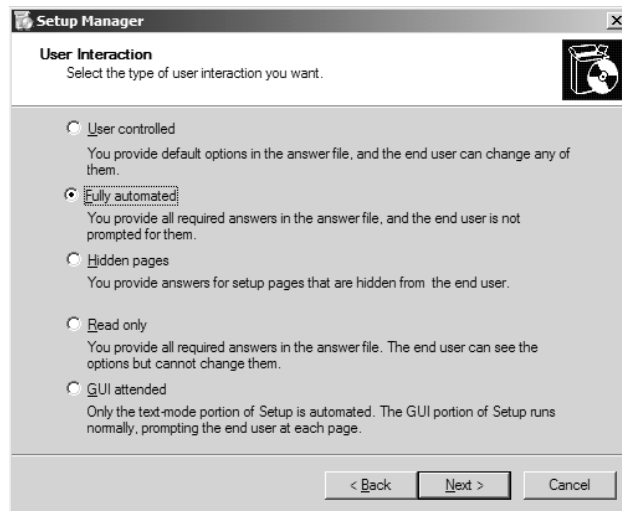 Setup Manager
User Interaction
Select the type of user interaction you want.
User controlled
You provide default options in the answer file, and the end user can change any of
them.
Fully automated
You provide all required answers in the answer file, and the end user is not
prompted for them.
Hidden pages
You provide answers for setup pages that are hidden from the end user.
Read only
You provide all required answers in the answer file. The end user can see the
options but cannot change them.
GUI attended
Only the text-mode portion of Setup is automated. The GUI portion of Setup runs
normally, prompting the end user at each page.
< Back Next > Cancel